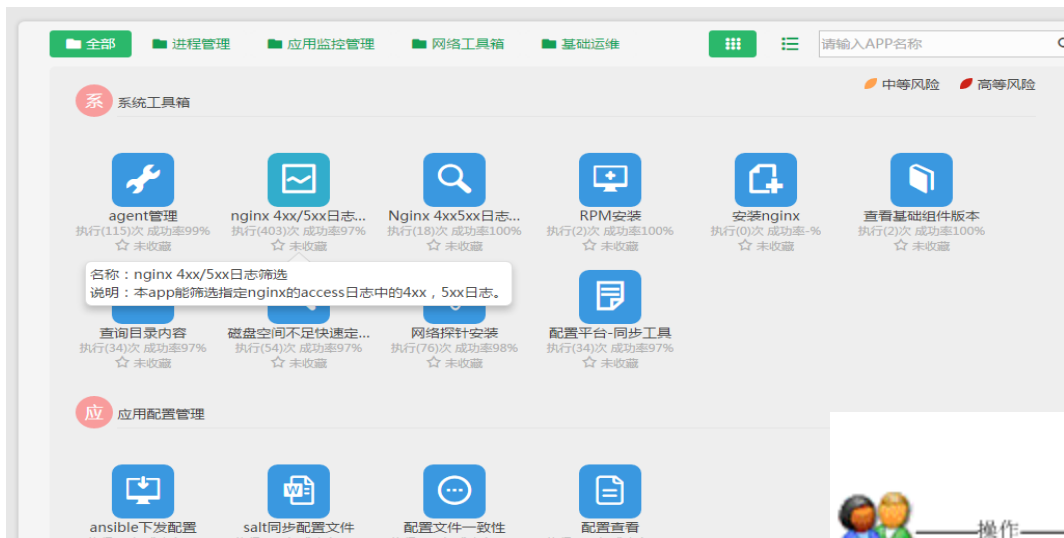 全部 进程管理 应用监控管理 网络工具箱 基础运维 请输入APP名称
中等风险 高等风险
系 系统工具箱
agent管理 nginx 4xx/5xx日志... Nginx 4xx5xx日志... RPM安装 安装nginx 查看基础组件版本
执行(115)次 成功率99% 执行(403)次 成功率97% 执行(18)次 成功率100% 执行(2)次 成功率100% 执行(0)次 成功率-% 执行(2)次 成功率100%
未收藏 未收藏 未收藏 未收藏 未收藏 未收藏
名称：nginx 4xx/5xx日志筛选
说明：本app能筛选指定nginx的access日志中的4xx，5xx日志。
查询目录内容 磁盘空间不足快速定... 网络探针安装 配置平台-同步工具
执行(34)次 成功率97% 执行(54)次 成功率97% 执行(76)次 成功率98% 执行(34)次 成功率97%
未收藏 未收藏 未收藏 未收藏
应 应用配置管理
ansible下发配置 salt同步配置文件 配置文件一致性 配置查看
操作